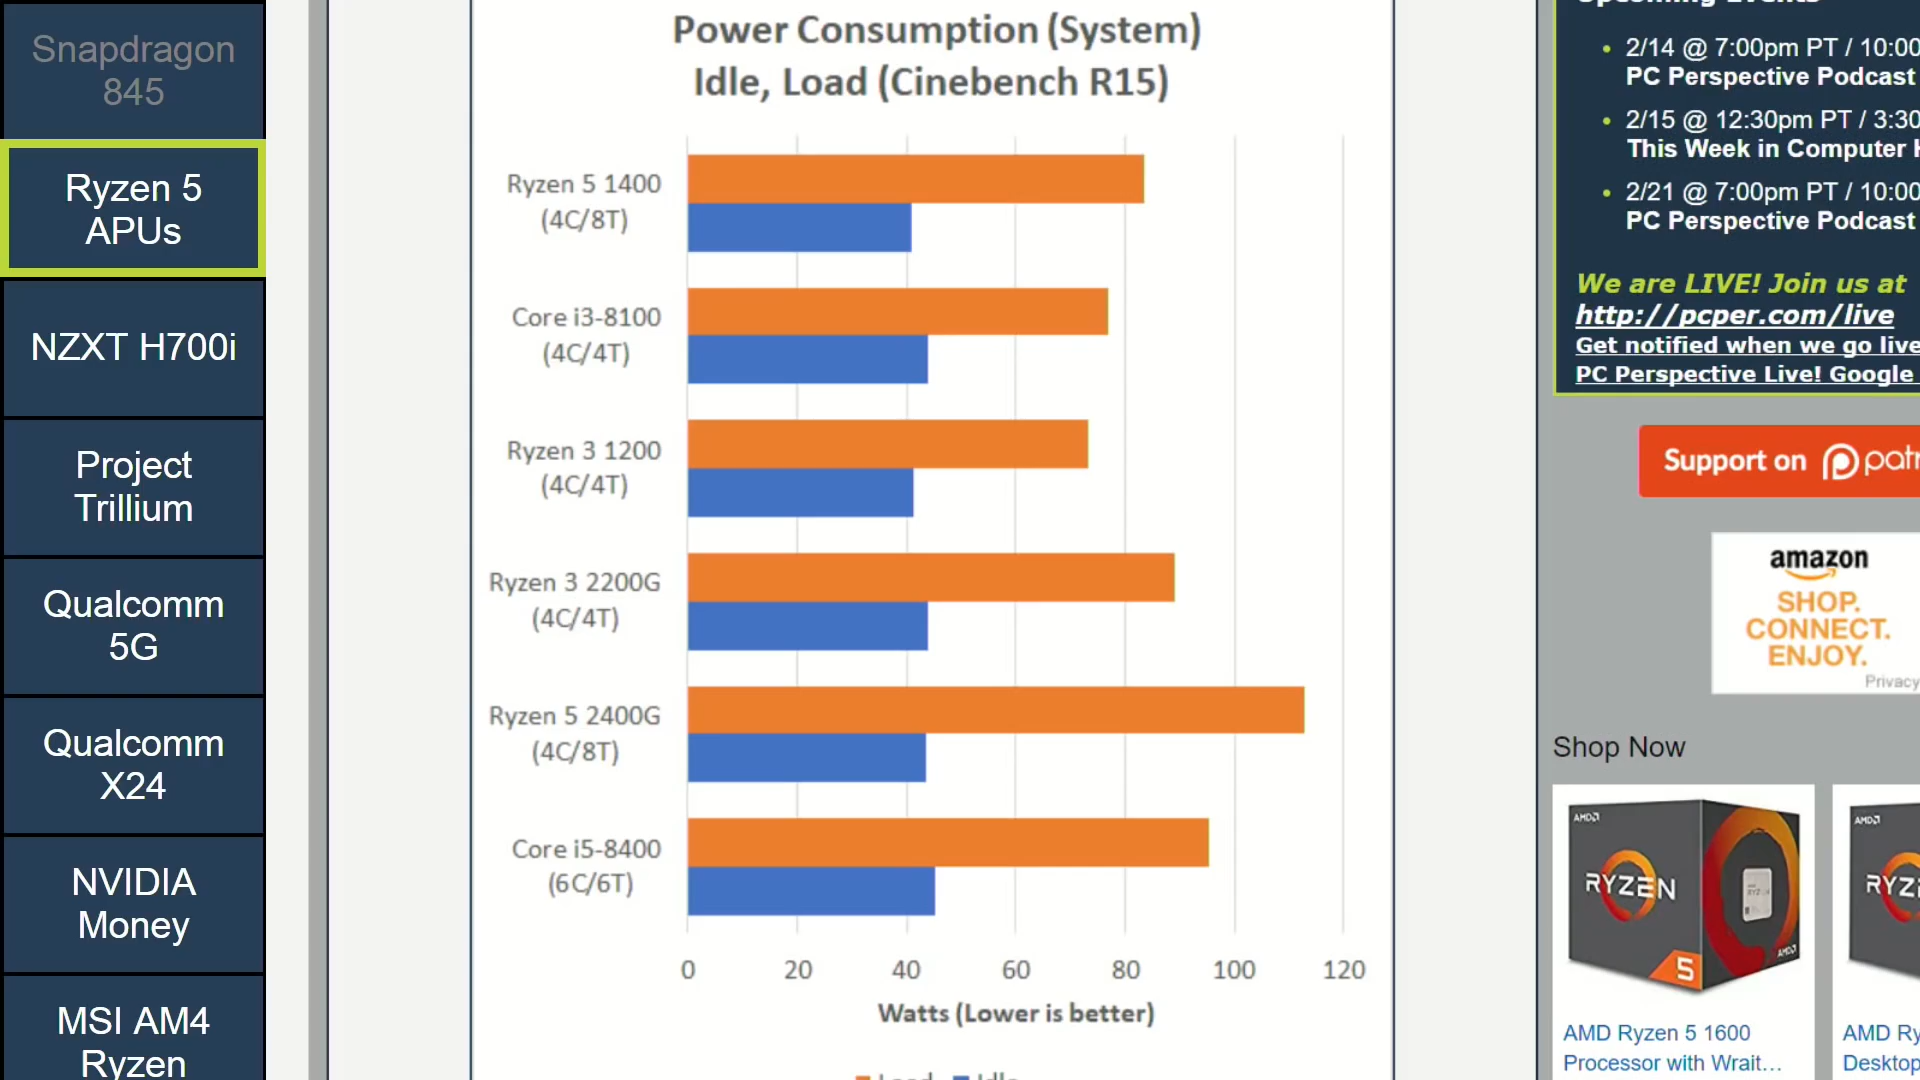 Snapdragon
845
Ryzen 5
APUs
NZXT H700i
Project
Trillium
Qualcomm
5G
Qualcomm
X24
NVIDIA
Money
MSI AM4
Ryzen
Power Consumption (System)
Idle, Load (Cinebench R15)
Ryzen 5 1400
(4C/8T)
Core i3-8100
(4C/4T)
Ryzen 3 1200
(4C/4T)
Ryzen 3 2200G
(4C/4T)
Ryzen 5 2400G
(4C/8T)
Core i5-8400
(6C/6T)
0 20 40 60 80 100 120
Watts (Lower is better)
Load Idle
Upcoming Events
2/14 @ 7:00pm PT / 10:00
PC Perspective Podcast
2/15 @ 12:30pm PT / 3:30
This Week in Computer
2/21 @ 7:00pm PT / 10:00
PC Perspective Podcast
We are LIVE! Join us at
http://pcper.com/live
Get notified when we go live
PC Perspective Live! Google
Support on patr
amazon
SHOP.
CONNECT.
ENJOY.
Privacy
Shop Now
AMD
RYZEN
AMD
5
AMD
RYZE
AMD Ryzen 5 1600
Processor with Wrait...
AMD Ry
Desktop